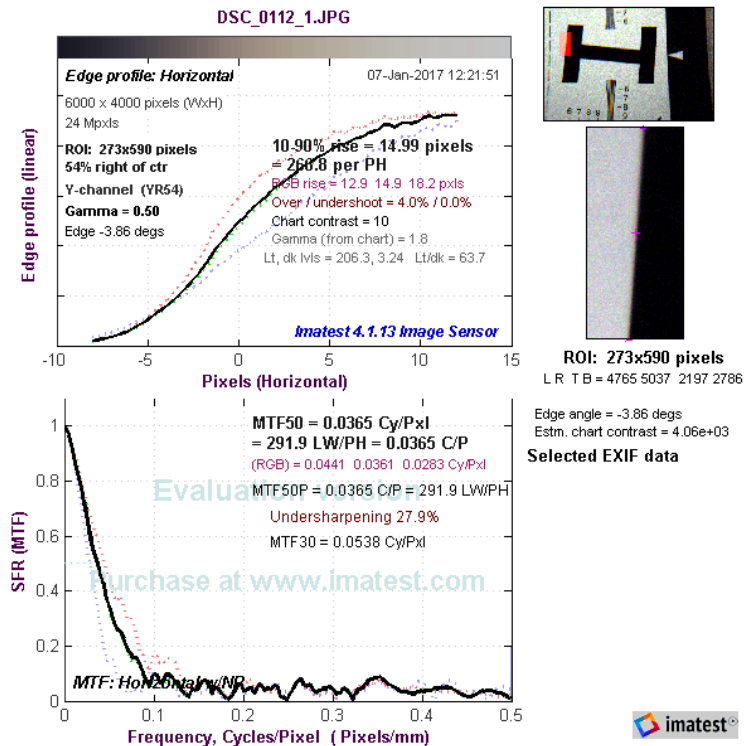 DSC_0112_1.JPG
Edge profile: Horizontal
07-Jan-2017 12:21:51
6000 x 4000 pixels (WxH)
24 Mpxls
ROI: 273x590 pixels
54% right of ctr
Y-channel (YR54)
Gamma = 0.50
Edge -3.86 degs
10-90% rise = 14.99 pixels
= 266.8 per PH
RGB rise = 12.9 14.9 18.2 pxls
Over / undershoot = 4.0% / 0.0%
Chart contrast = 10
Gamma (from chart) = 1.8
Lt, dk lvls = 206.3, 3.24 Lt/dk = 63.7
Imatest 4.1.13 Image Sensor
Edge profile (linear)
-10 -5 0 5 10 15
Pixels (Horizontal)
6 7 8 9
ROI: 273x590 pixels
L R T B = 4765 5037 2197 2786
Edge angle = -3.86 degs
Estm. chart contrast = 4.06e+03
Selected EXIF data
MTF50 = 0.0365 Cy/Pxl
= 291.9 LW/PH = 0.0365 C/P
(RGB) = 0.0441 0.0361 0.0283 Cy/Pxl
Evaluation version
MTF50P = 0.0365 C/P = 291.9 LW/PH
Undersharpening 27.9%
MTF30 = 0.0538 Cy/Pxl
Purchase at www.imatest.com
MTF: Horizontal w/NR
SFR (MTF)
1
0.8
0.6
0.4
0.2
0
0 0.1 0.2 0.3 0.4 0.5
Frequency, Cycles/Pixel ( Pixels/mm)
imatest®